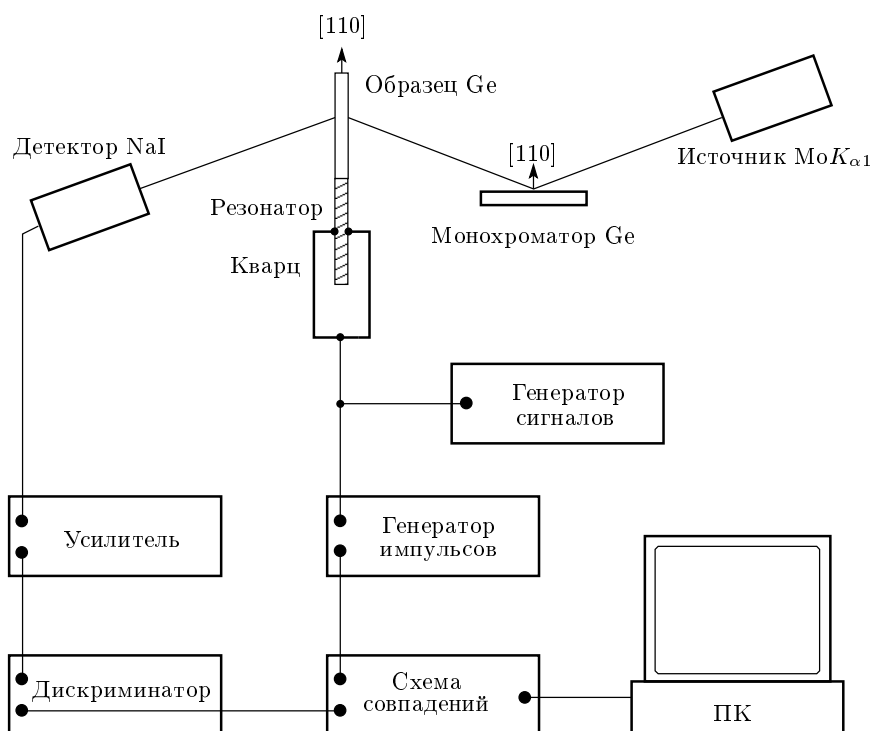 [110]
Образец Ge
Детектор NaI
[110]
Источник MoKα1
Резонатор
Монохроматор Ge
Кварц
Генератор
сигналов
Усилитель
Генератор
импульсов
Дискриминатор
Схема
совпадений
ПК